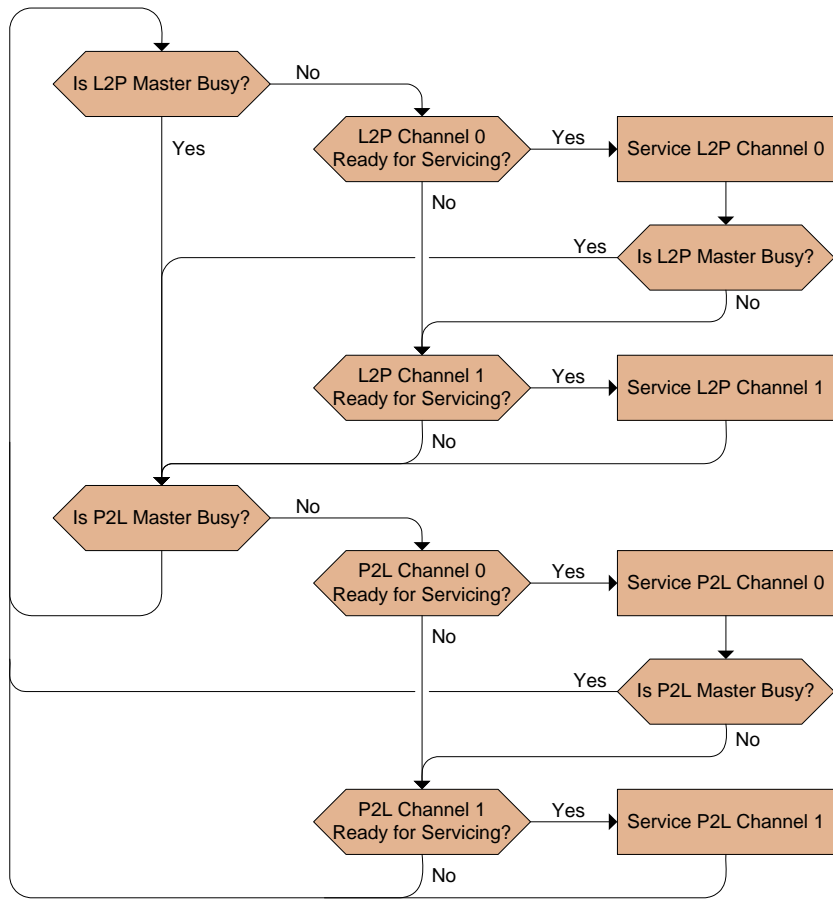 Is L2P Master Busy?
No
Yes
L2P Channel 0
Ready for Servicing?
Yes
Service L2P Channel 0
No
Yes
Is L2P Master Busy?
No
L2P Channel 1
Ready for Servicing?
Yes
Service L2P Channel 1
No
Is P2L Master Busy?
No
P2L Channel 0
Ready for Servicing?
Yes
Service P2L Channel 0
No
Yes
Is P2L Master Busy?
No
P2L Channel 1
Ready for Servicing?
Yes
Service P2L Channel 1
No